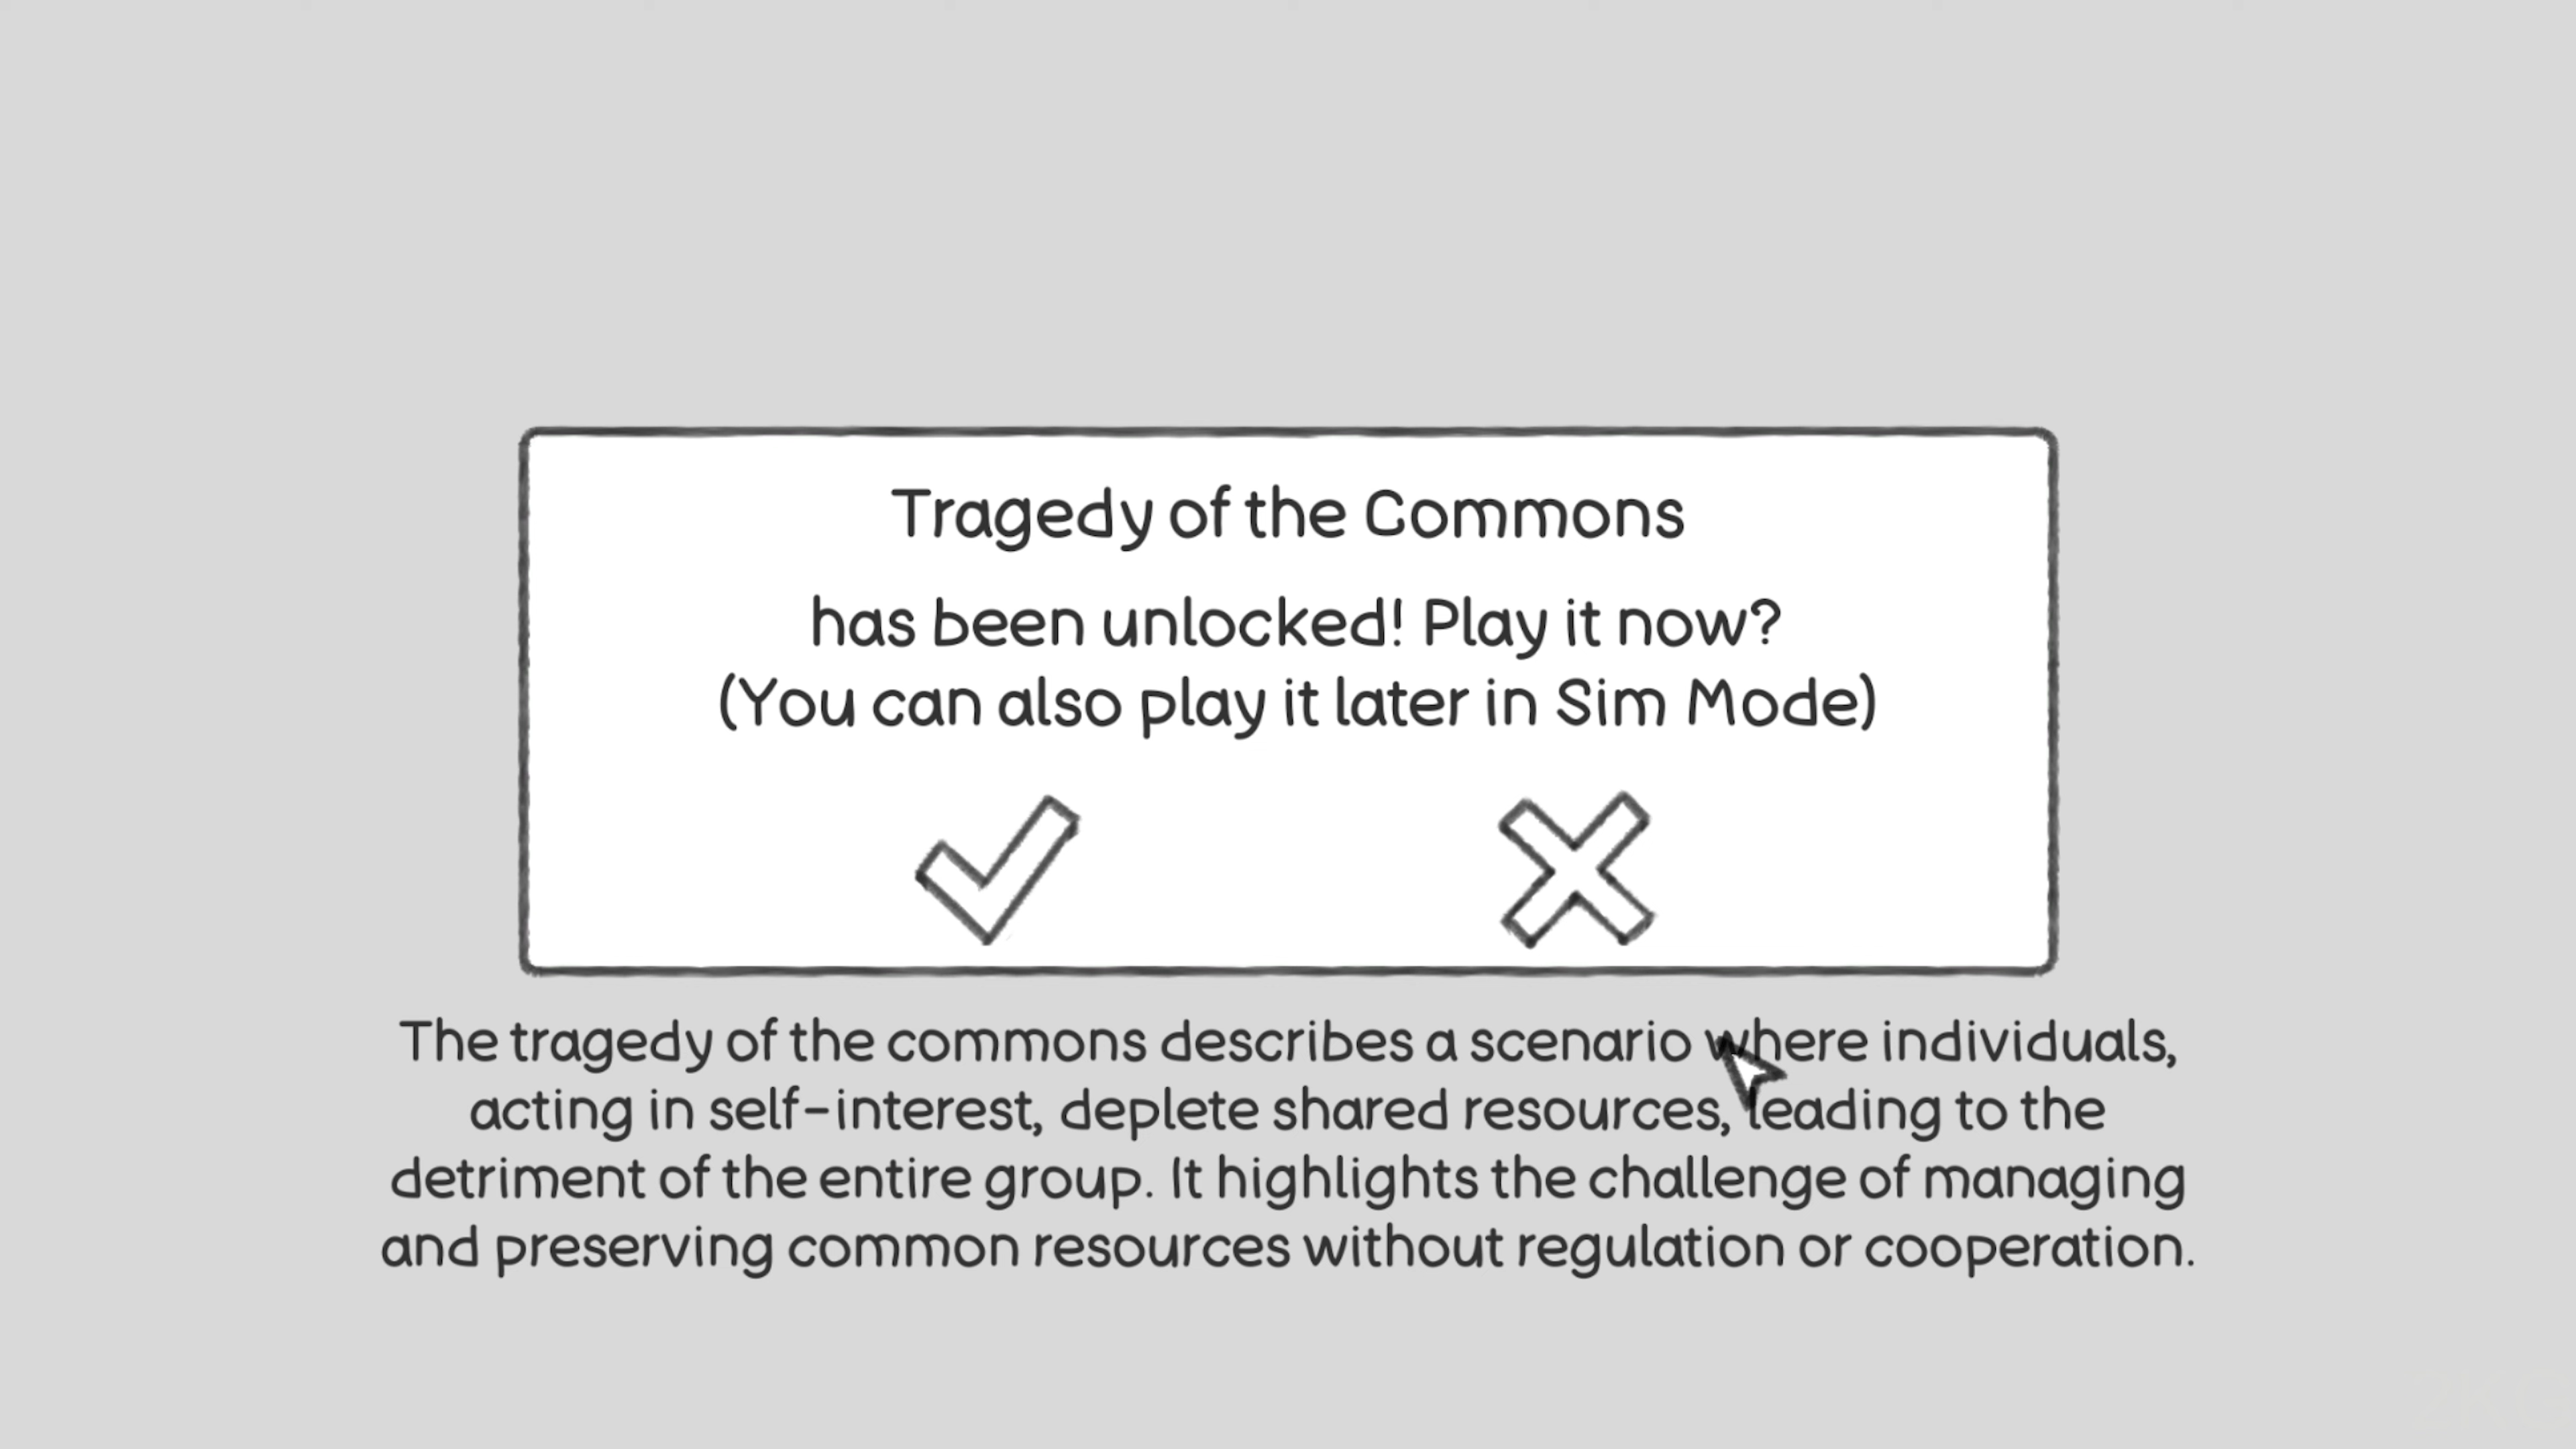 Tragedy of the Commons
has been unlocked! Play it now?
(You can also play it later in Sim Mode)
The tragedy of the commons describes a scenario where individuals,
acting in self-interest, deplete shared resources, leading to the
detriment of the entire group. It highlights the challenge of managing
and preserving common resources without regulation or cooperation.